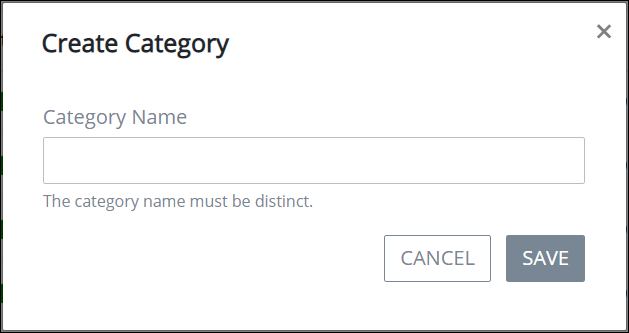 Create Category
×
Category Name
The category name must be distinct.
CANCEL
SAVE